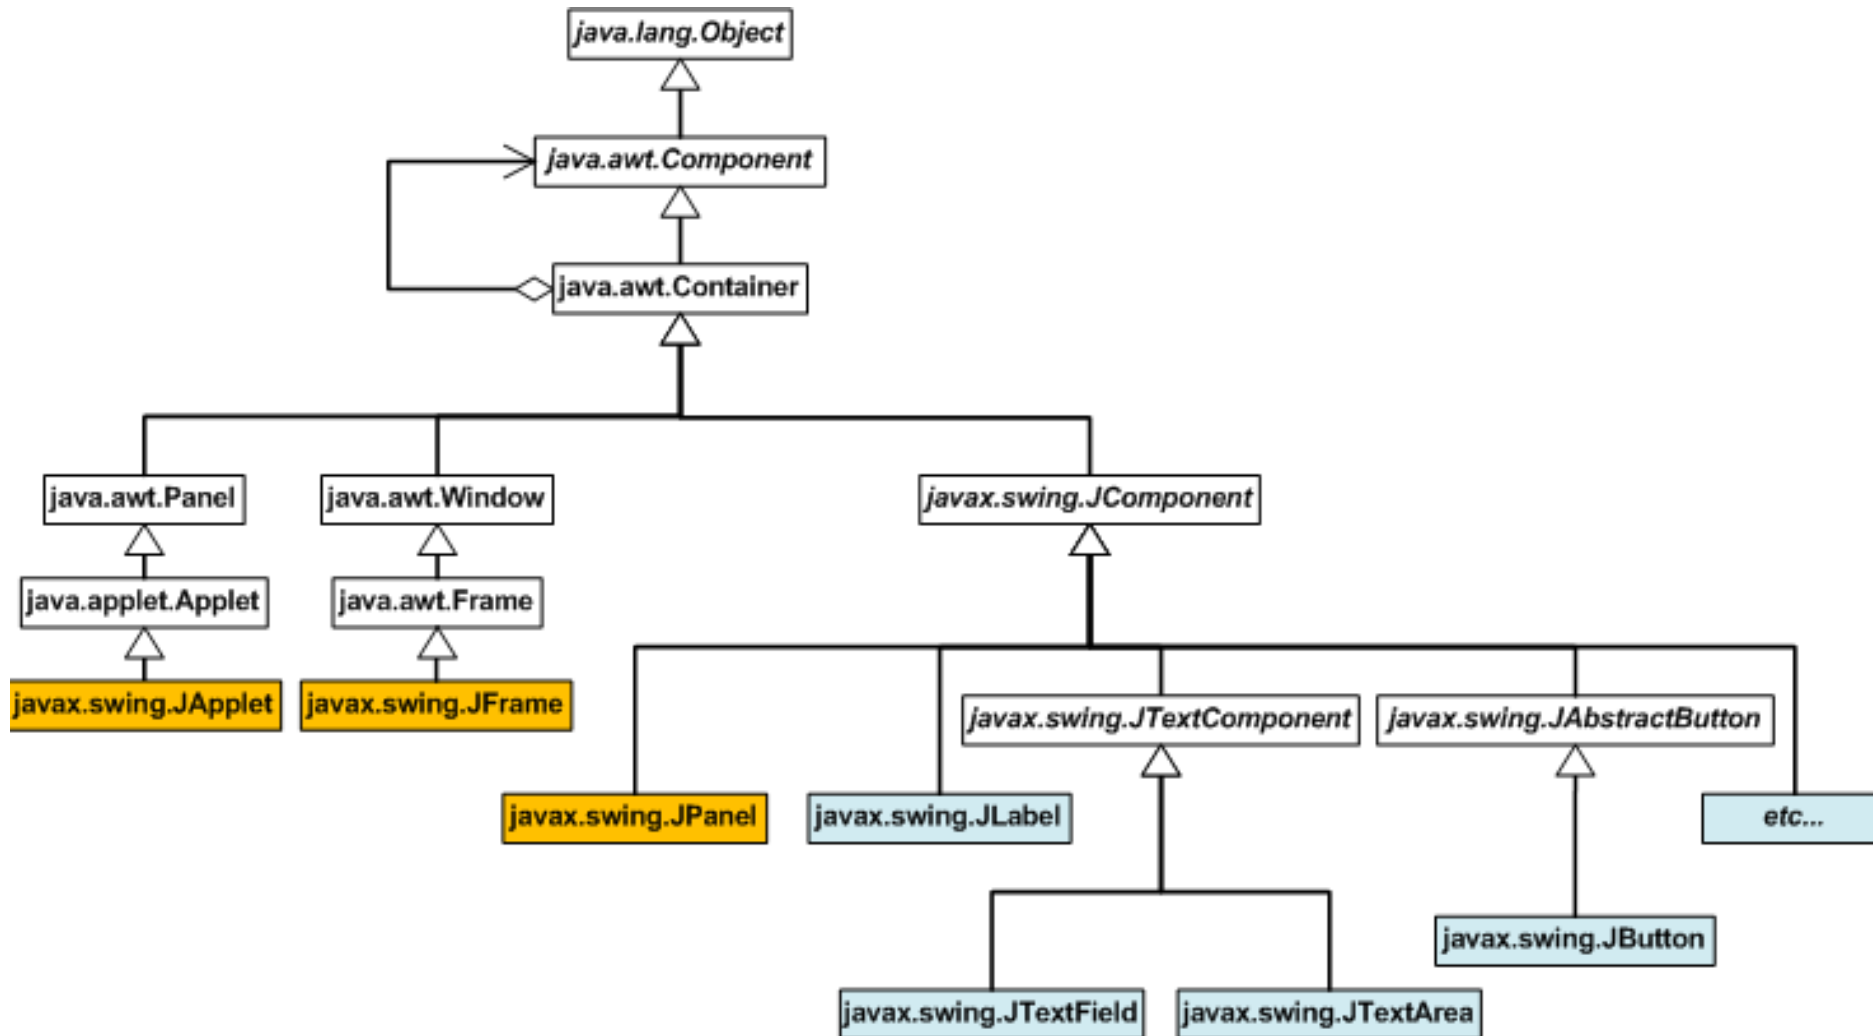 java.lang.Object
java.awt.Component
java.awt.Container
java.awt.Panel
java.awt.Window
javax.swing.JComponent
java.applet.Applet
java.awt.Frame
javax.swing.JApplet
javax.swing.JFrame
javax.swing.JTextComponent
javax.swing.JAbstractButton
javax.swing.JPanel
javax.swing.JLabel
etc...
javax.swing.JButton
javax.swing.JTextField
javax.swing.JTextArea